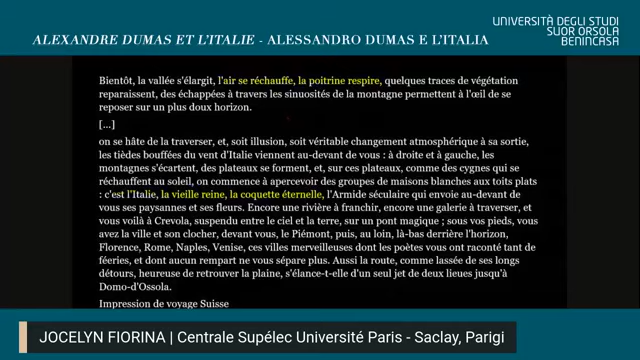 UNIVERSITÀ DEGLI STUDI
SUOR ORSOLA
BENINCASA
ALEXANDRE DUMAS ET L'ITALIE - ALESSANDRO DUMAS E L'ITALIA
Bientôt, la vallée s'élargit, l'air se réchauffe, la poitrine respire, quelques traces de végétation
reparaissent, des échappées à travers les sinuosités de la montagne permettent à l'œil de se
reposer sur un plus doux horizon.
[...]
on se hâte de la traverser, et, soit illusion, soit véritable changement atmosphérique à sa sortie,
les tièdes bouffées du vent d'Italie viennent au-devant de vous : à droite et à gauche, les
montagnes s'écartent, des plateaux se forment, et, sur ces plateaux, comme des cygnes qui se
réchauffent au soleil, on commence à apercevoir des groupes de maisons blanches aux toits plats
: c'est l'Italie, la vieille reine, la coquette éternelle, l'Armide séculaire qui envoie au-devant de
vous ses paysannes et ses fleurs. Encore une rivière à franchir, encore une galerie à traverser, et
vous voilà à Crevola, suspendu entre le ciel et la terre, sur un pont magique ; sous vos pieds, vous
avez la ville et son clocher, devant vous, le Piémont, puis, au loin, là-bas derrière l'horizon,
Florence, Rome, Naples, Venise, ces villes merveilleuses dont les poètes vous ont raconté tant de
féeries, et dont aucun rempart ne vous sépare plus. Aussi la route, comme lassée de ses longs
détours, heureuse de retrouver la plaine, s'élance-t-elle d'un seul jet de deux lieues jusqu'à
Domo-d'Ossola.
Impression de voyage Suisse
JOCELYN FIORINA | Centrale Supélec Université Paris - Saclay, Parigi